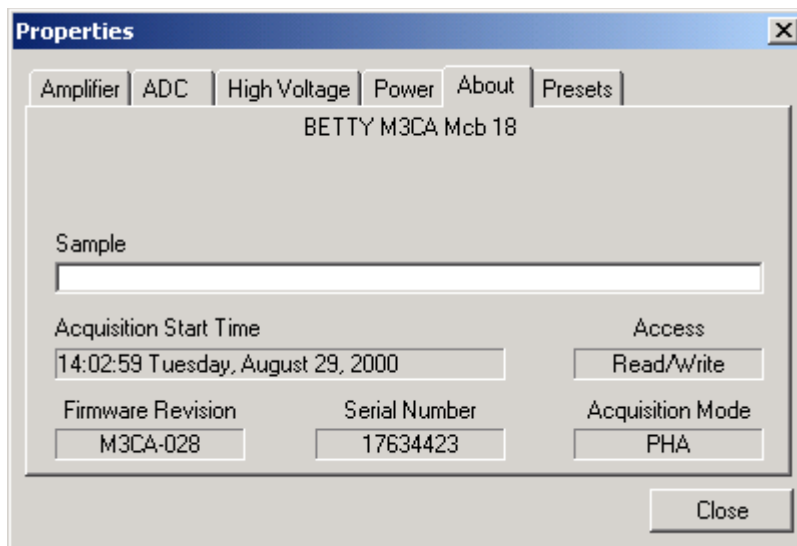 Properties
Amplifier ADC High Voltage Power About Presets
BETTY M3CA Mcb 18
Sample
Acquisition Start Time Access
14:02:59 Tuesday, August 29, 2000 Read/Write
Firmware Revision Serial Number Acquisition Mode
M3CA-028 17634423 PHA
Close